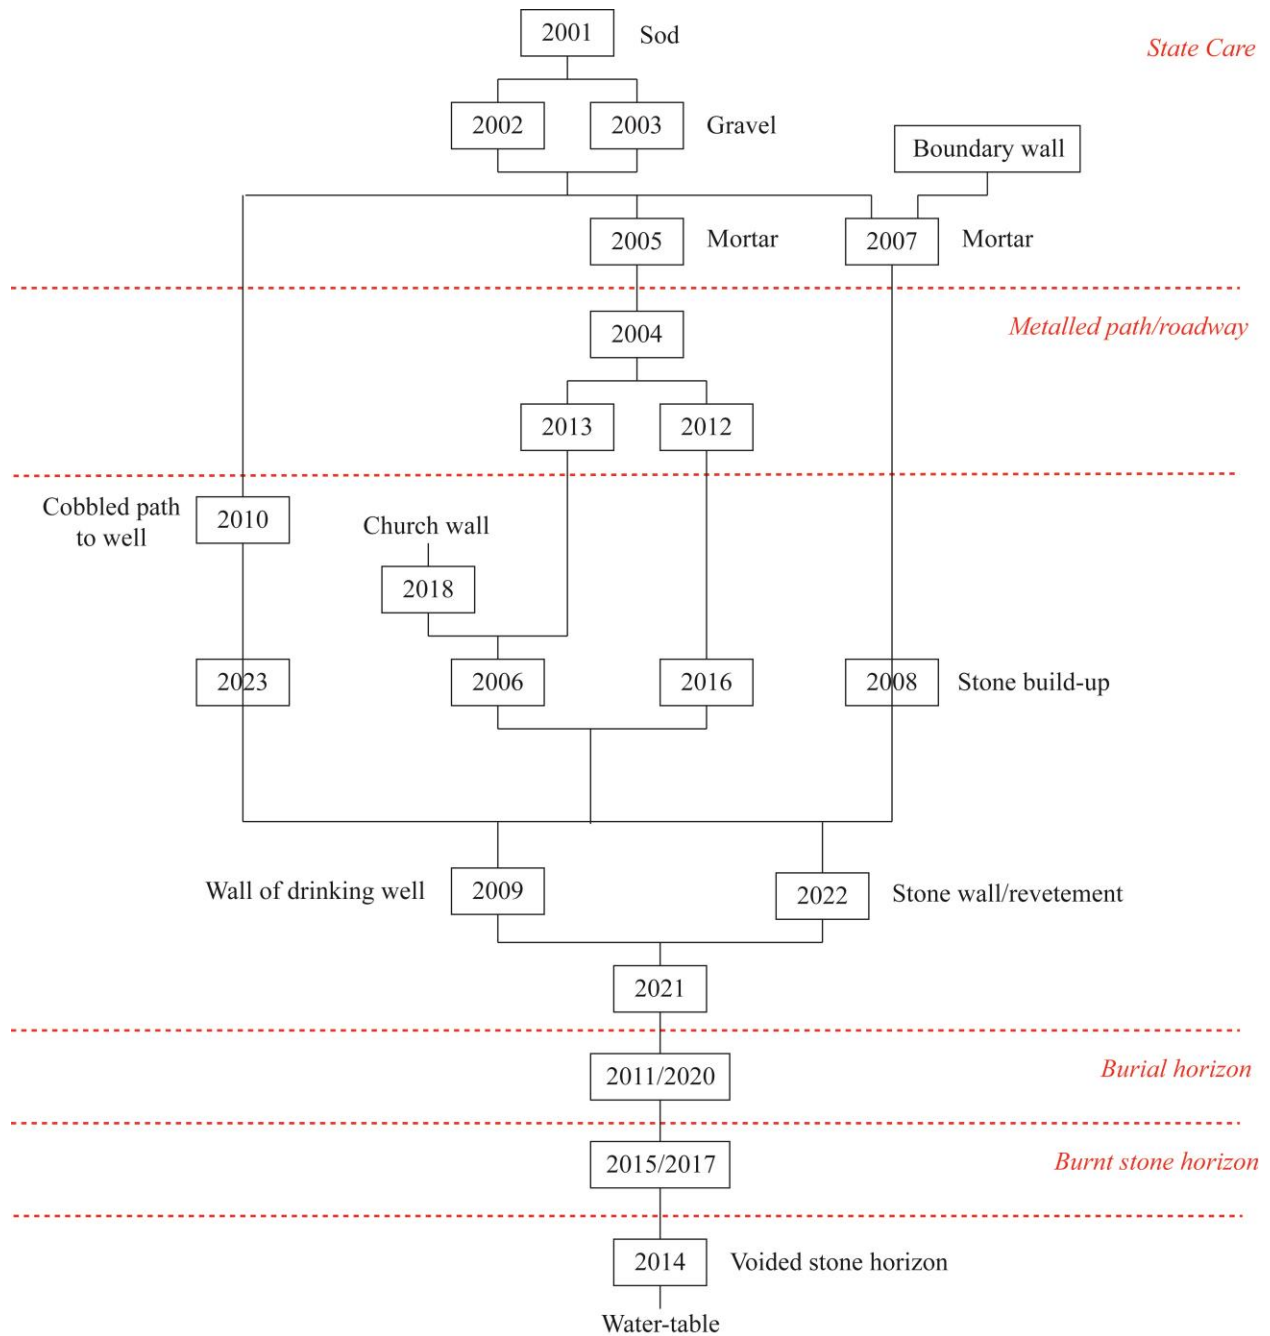 2001 Sod
State Care
2002 2003 Gravel
Boundary wall
2005 Mortar 2007 Mortar
Metalled path/roadway
2004
2013 2012
Cobbled path
to well
2010
Church wall
2018
2023 2006 2016 2008 Stone build-up
Wall of drinking well 2009 2022 Stone wall/revetement
2021
2011/2020
Burial horizon
2015/2017
Burnt stone horizon
2014 Voided stone horizon
Water-table